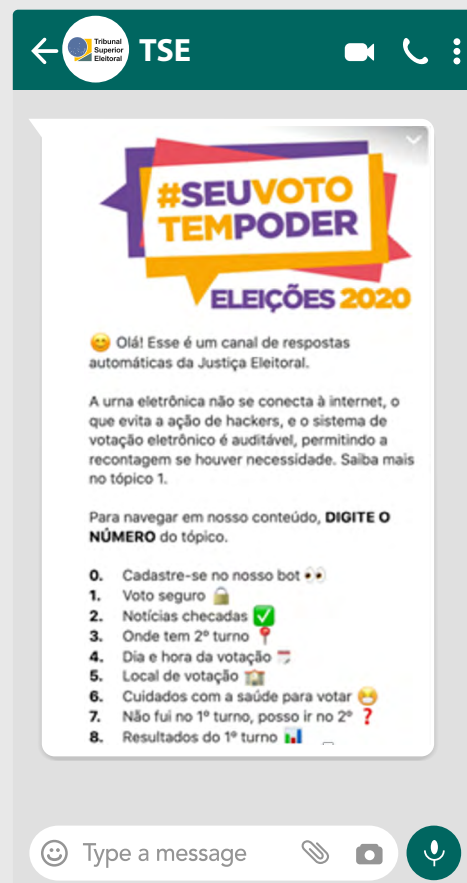 Tribunal
Superior
Eleitoral
TSE
#SEUVOTO
TEMPODER
ELEIÇÕES 2020
😊 Olá! Esse é um canal de respostas
automáticas da Justiça Eleitoral.
A urna eletrônica não se conecta à internet, o
que evita a ação de hackers, e o sistema de
votação eletrônico é auditável, permitindo a
recontagem se houver necessidade. Saiba mais
no tópico 1.
Para navegar em nosso conteúdo, DIGITE O
NÚMERO do tópico.
0. Cadastre-se no nosso bot 👀
1. Voto seguro 🔒
2. Notícias checadas ✅
3. Onde tem 2º turno 📍
4. Dia e hora da votação 🗓
5. Local de votação 🏫
6. Cuidados com a saúde para votar 😷
7. Não fui no 1º turno, posso ir no 2º ❓
8. Resultados do 1º turno 📊
Type a message